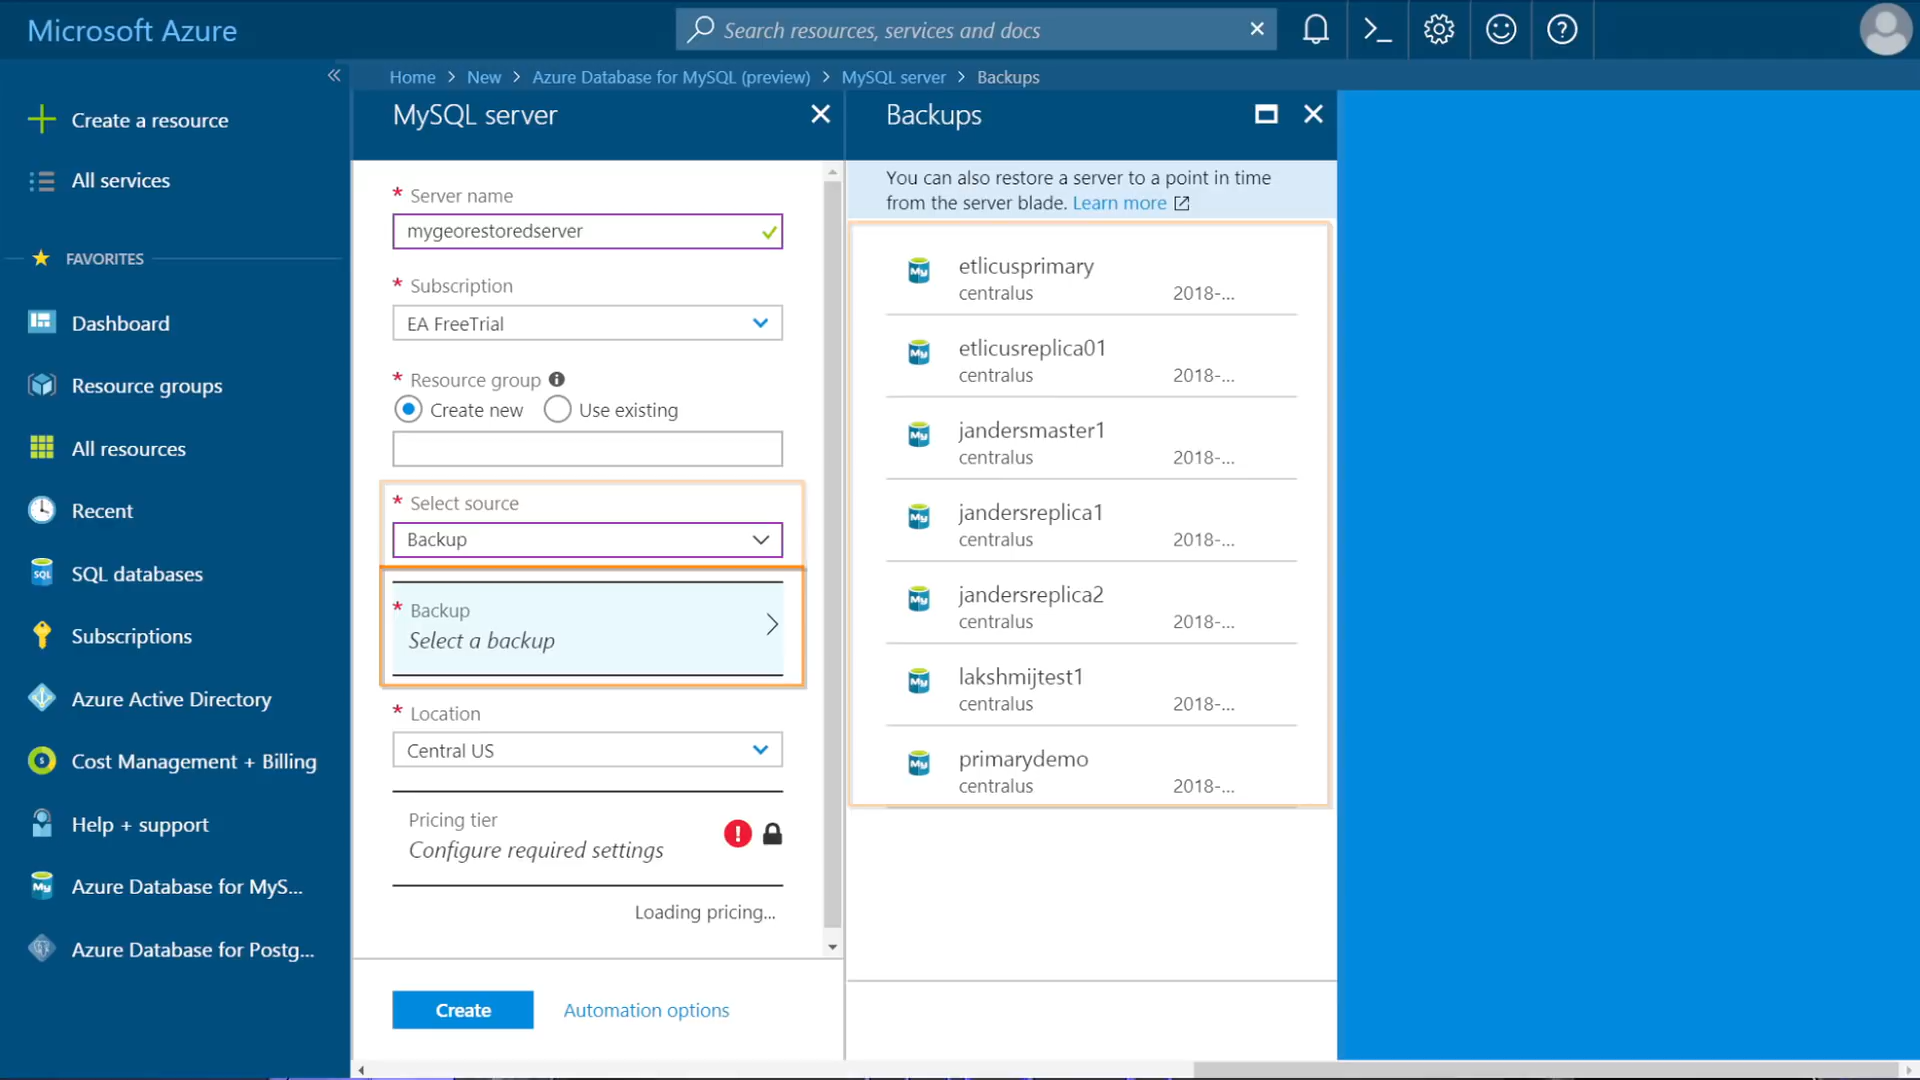 Microsoft Azure
Search resources, services and docs
Home > New > Azure Database for MySQL (preview) > MySQL server > Backups
Create a resource
All services
FAVORITES
Dashboard
Resource groups
All resources
Recent
SQL databases
Subscriptions
Azure Active Directory
Cost Management + Billing
Help + support
Azure Database for MyS...
Azure Database for Postg...
MySQL server
* Server name
mygeorestoredserver
* Subscription
EA FreeTrial
* Resource group
Create new Use existing
* Select source
Backup
* Backup
Select a backup
* Location
Central US
Pricing tier
Configure required settings
Loading pricing...
Create Automation options
Backups
You can also restore a server to a point in time
from the server blade. Learn more
etlicusprimary
centralus 2018-...
etlicusreplica01
centralus 2018-...
jandersmaster1
centralus 2018-...
jandersreplica1
centralus 2018-...
jandersreplica2
centralus 2018-...
lakshmijtest1
centralus 2018-...
primarydemo
centralus 2018-...